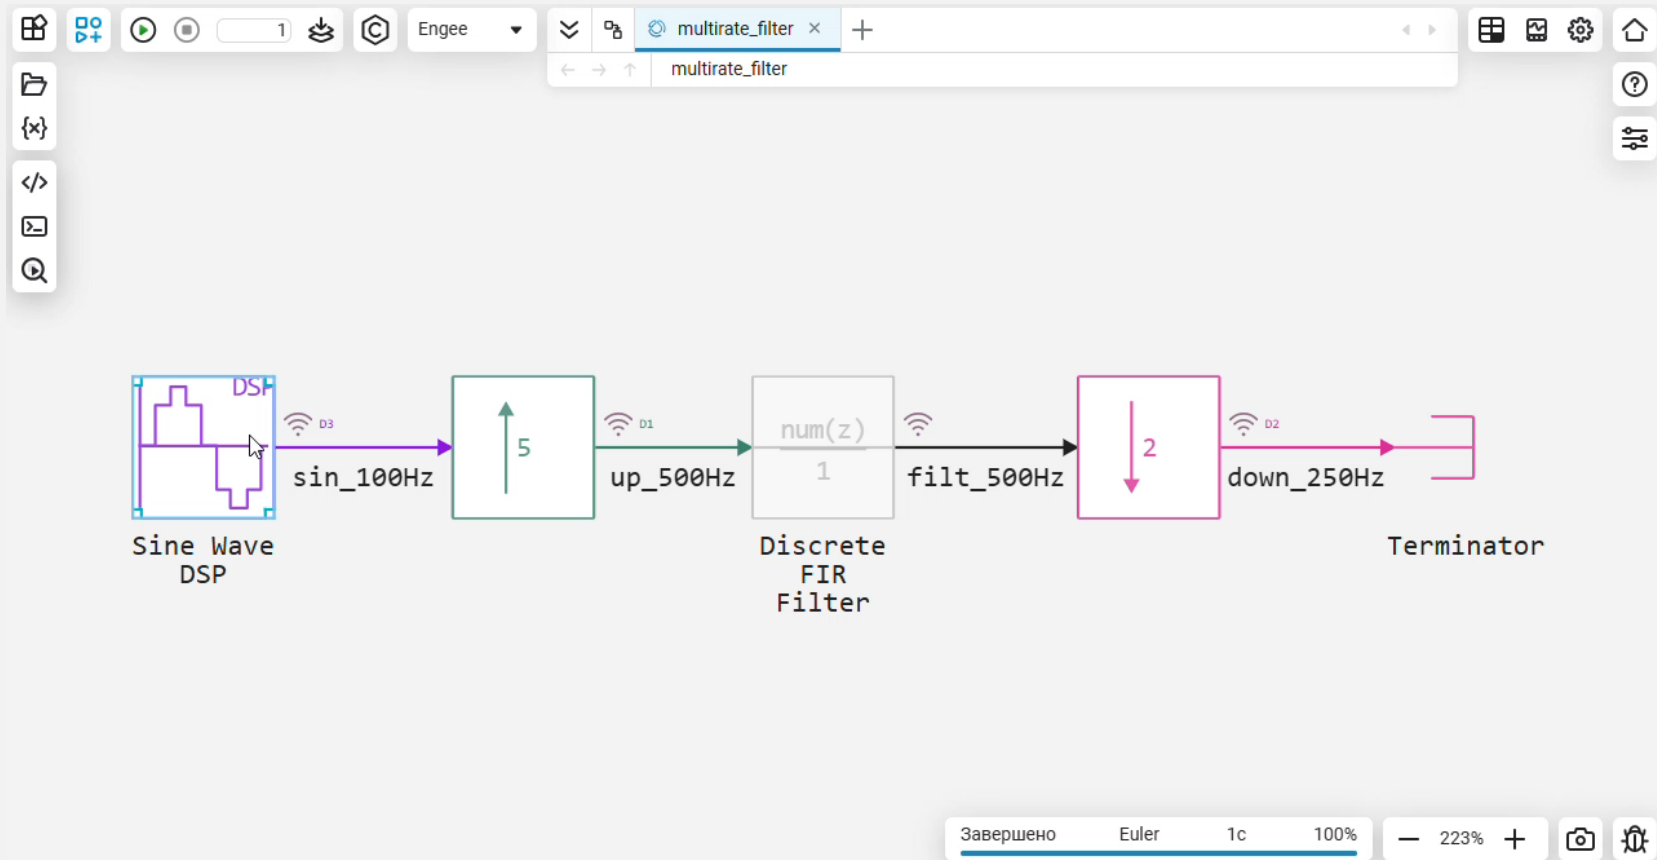 1
Engee
multirate_filter
multirate_filter
DSP
D3
sin_100Hz
5
D1
up_500Hz
num(z)
1
filt_500Hz
2
D2
down_250Hz
Sine Wave
DSP
Discrete
FIR
Filter
Terminator
Завершено
Euler
1с
100%
223%